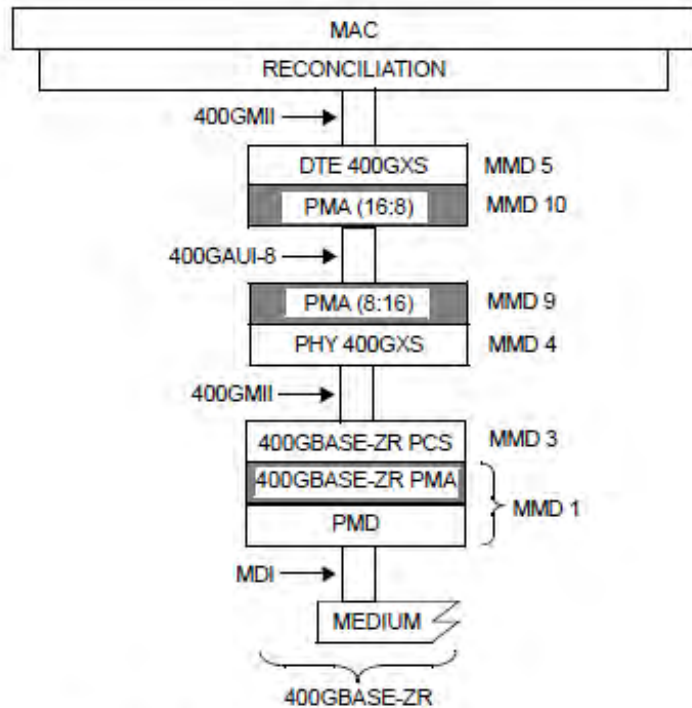 MAC
RECONCILIATION
400GMII
DTE 400GXS MMD 5
PMA (16:8) MMD 10
400GAUI-8
PMA (8:16) MMD 9
PHY 400GXS MMD 4
400GMII
400GBASE-ZR PCS MMD 3
400GBASE-ZR PMA
MMD 1
PMD
MDI
MEDIUM
400GBASE-ZR